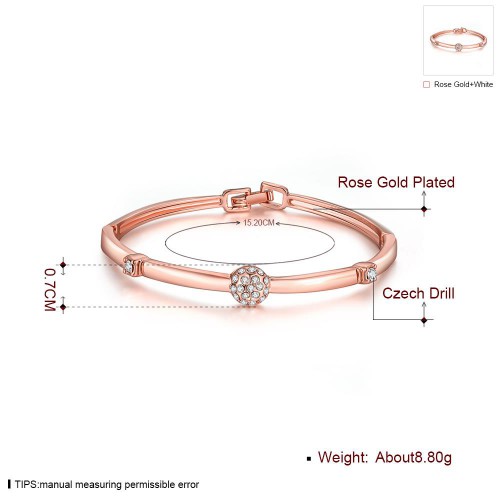 Rose Gold+White
Rose Gold Plated
15.20CM
0.7CM
Czech Drill
Weight: About8.80g
TIPS:manual measuring permissible error